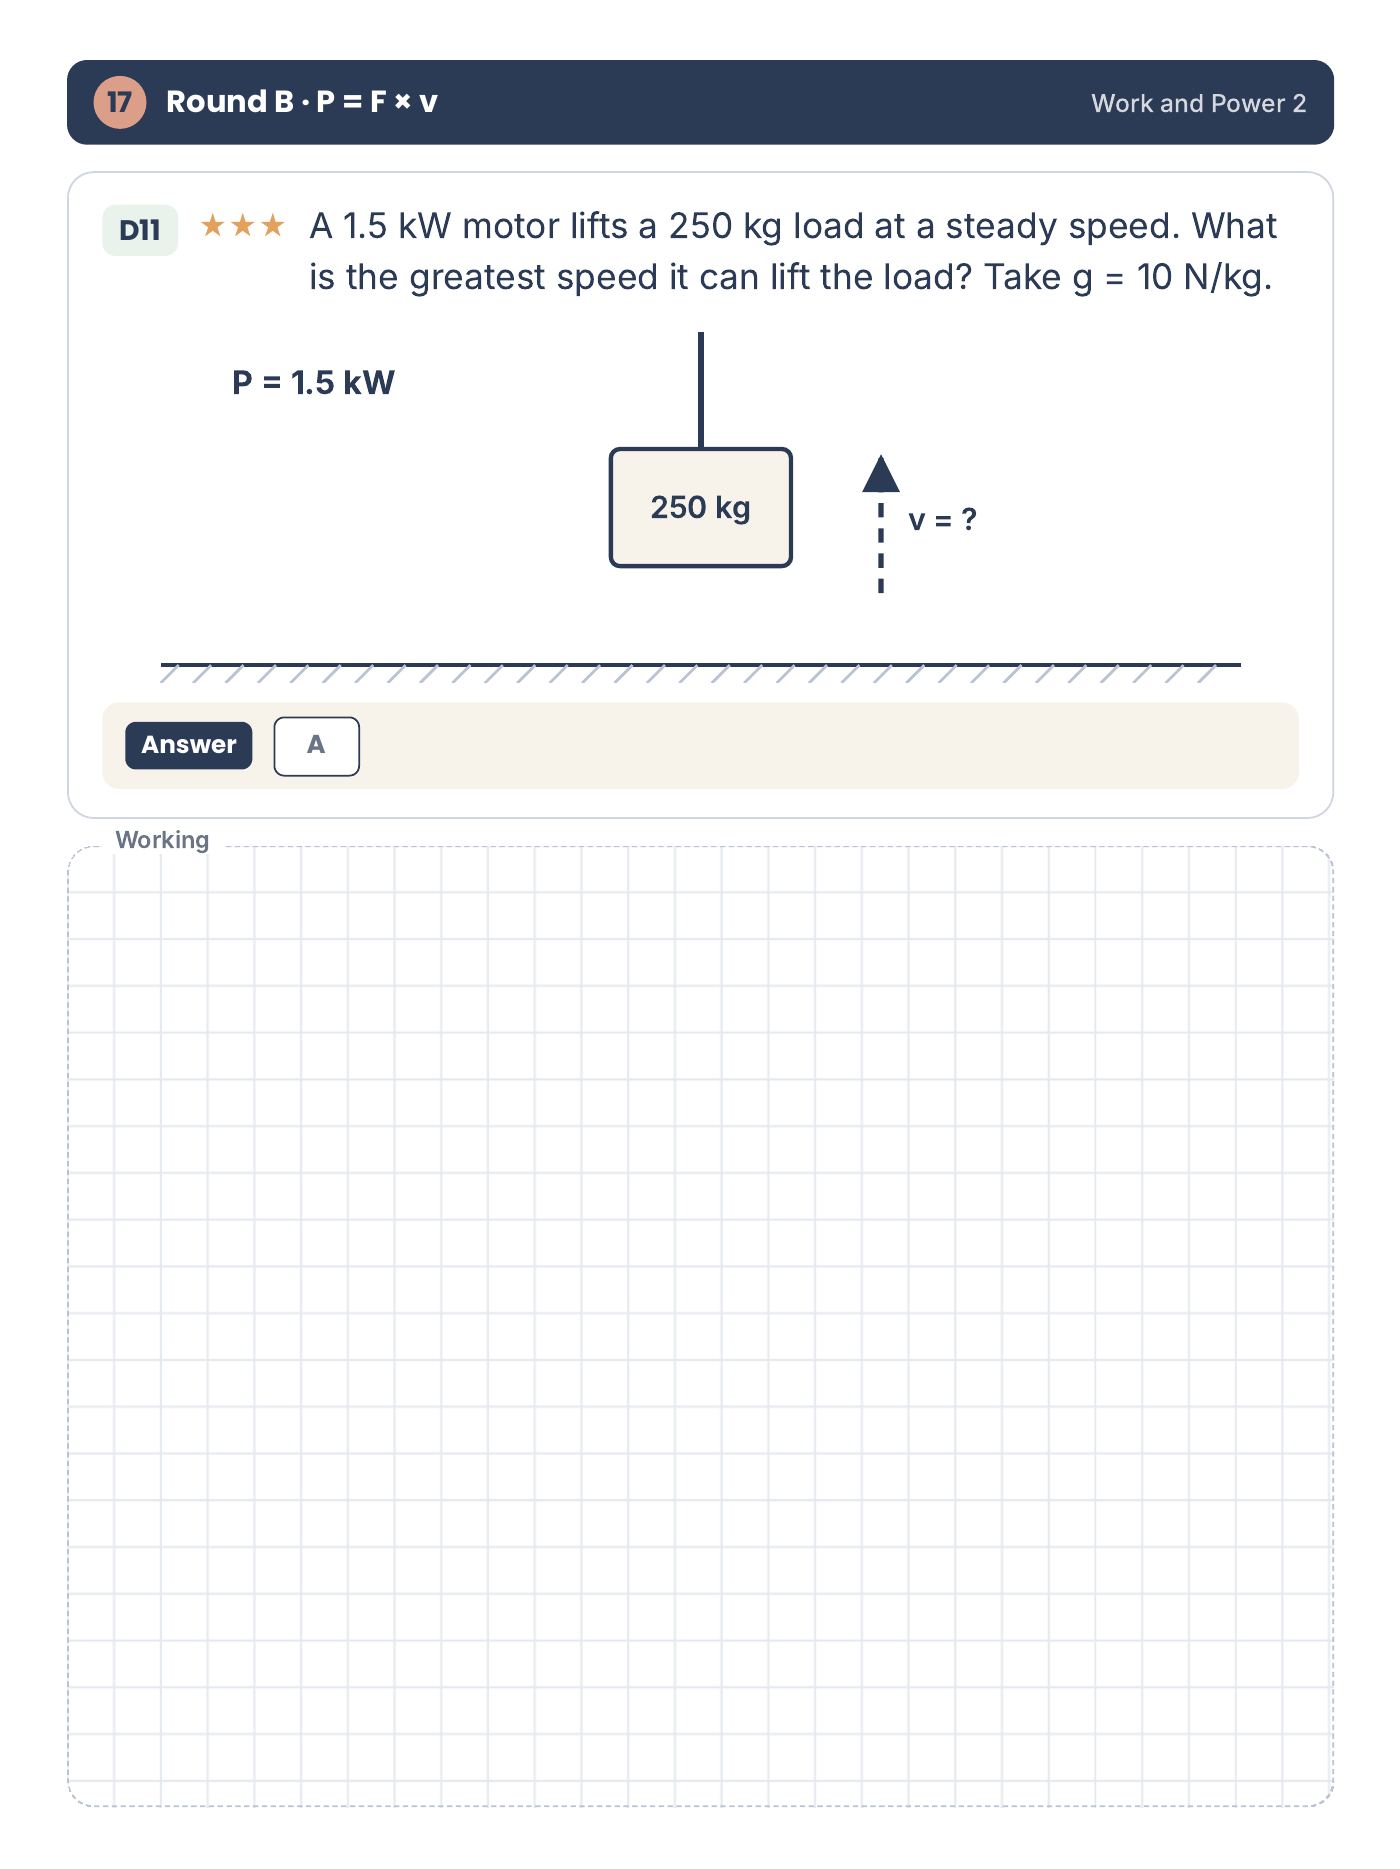 17 Round B · P = F × v
Work and Power 2
D11 ★★★ A 1.5 kW motor lifts a 250 kg load at a steady speed. What
is the greatest speed it can lift the load? Take g = 10 N/kg.
P = 1.5 kW
250 kg
v = ?
Answer A
Working